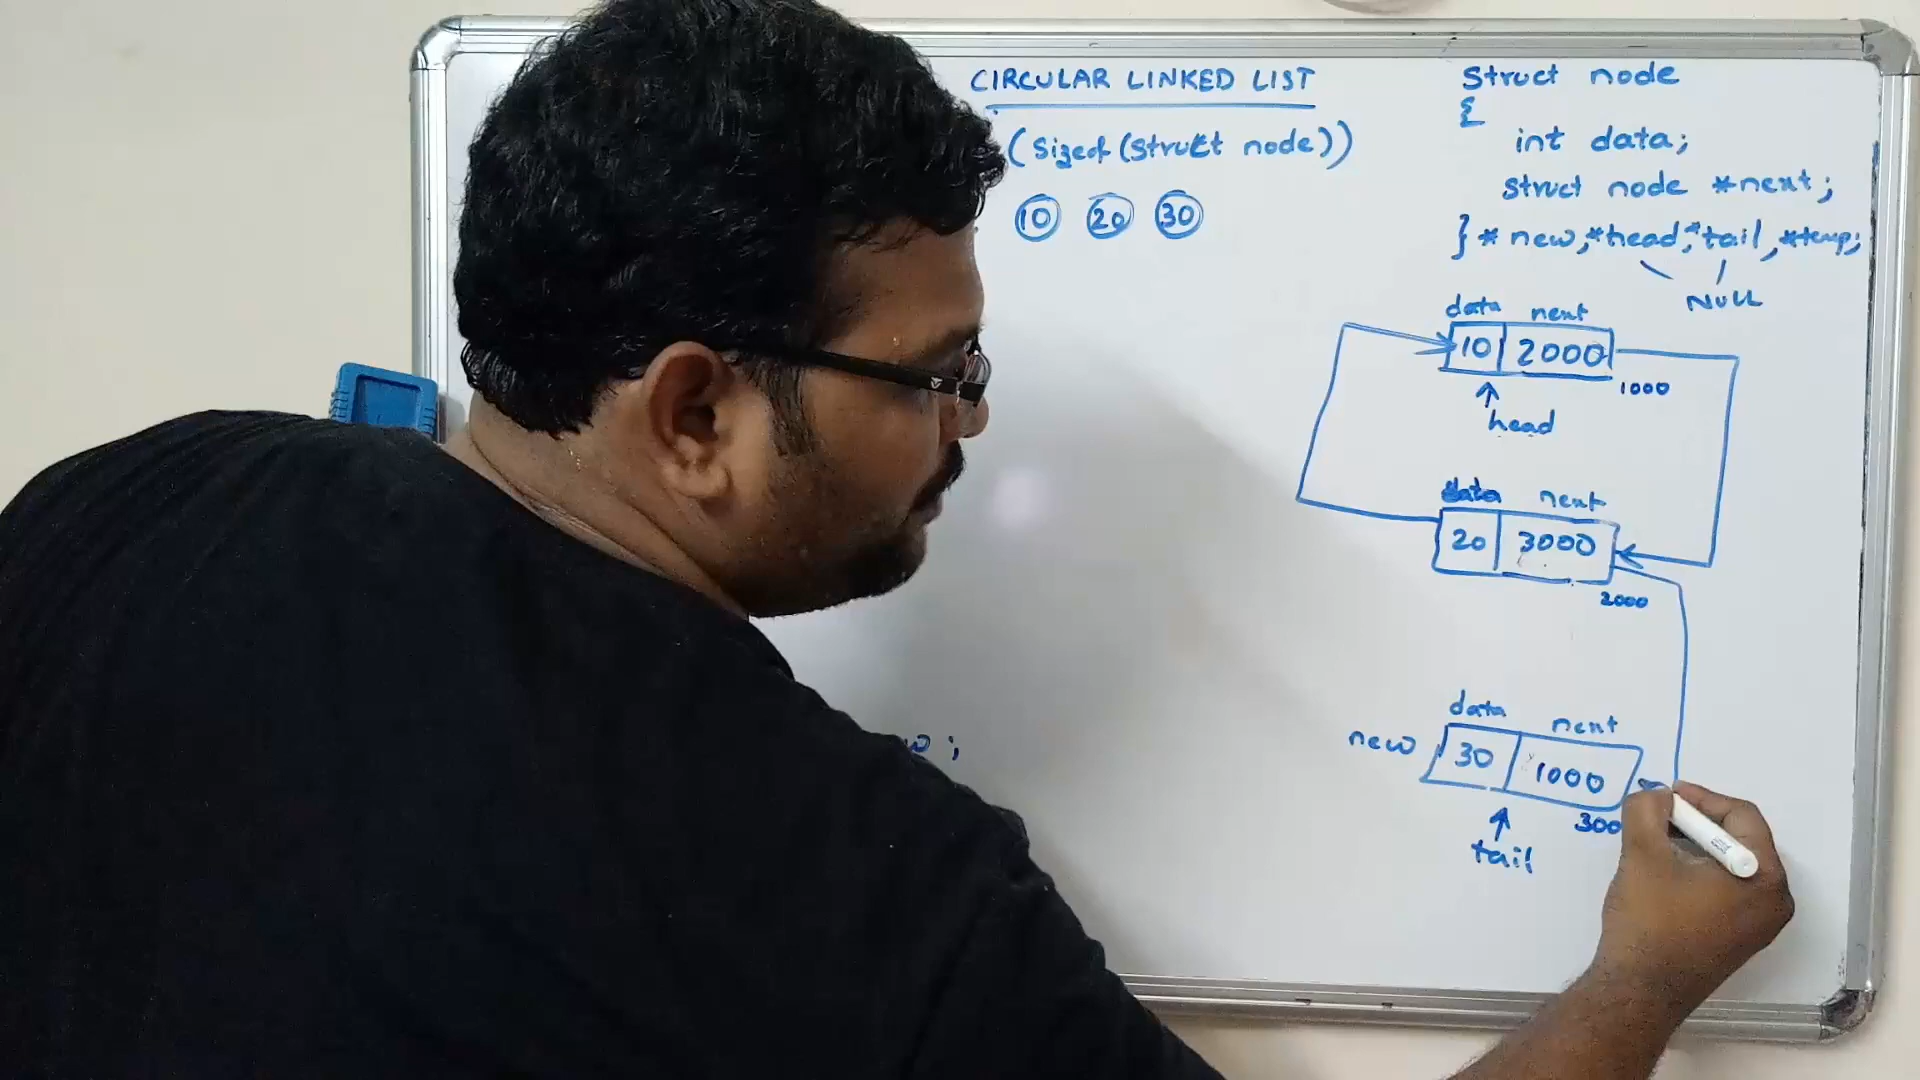 CIRCULAR LINKED LIST
(sizeof(struct node))
10 20 30
struct node
{
int data;
struct node *next;
} * new,*head,*tail,*temp;
NULL
data next
10 2000
1000
head
data next
20 3000
2000
data next
new 30 1000
300
tail
;